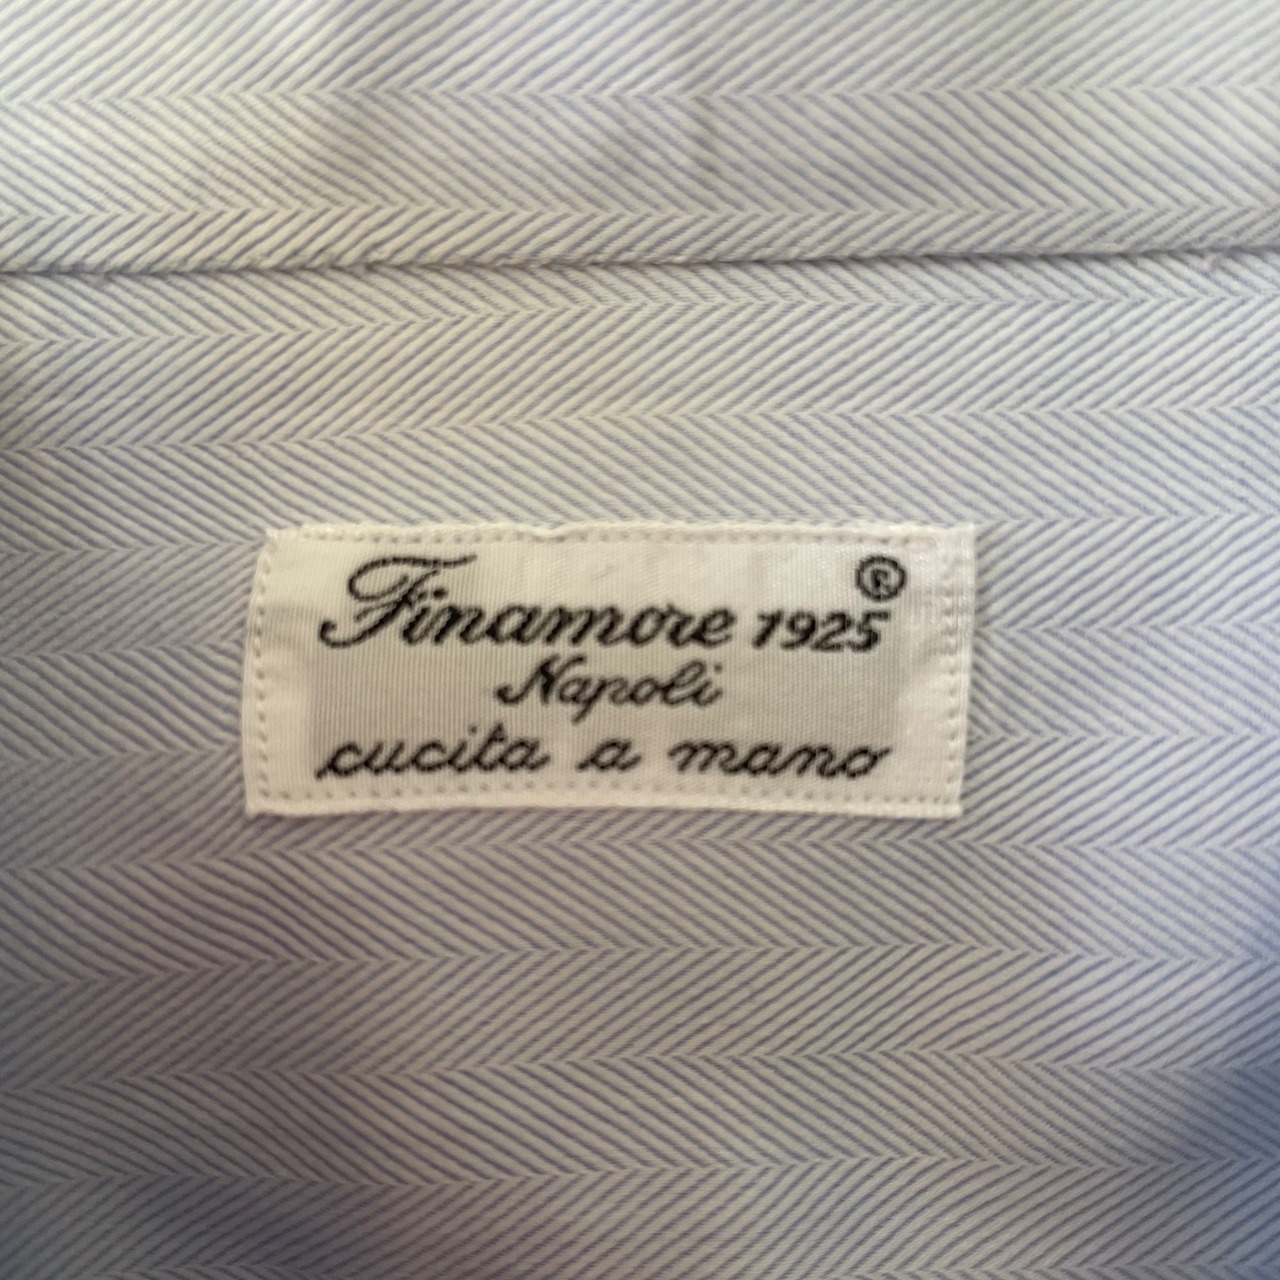 Finamore 1925 ®
Napoli
cucita a mano